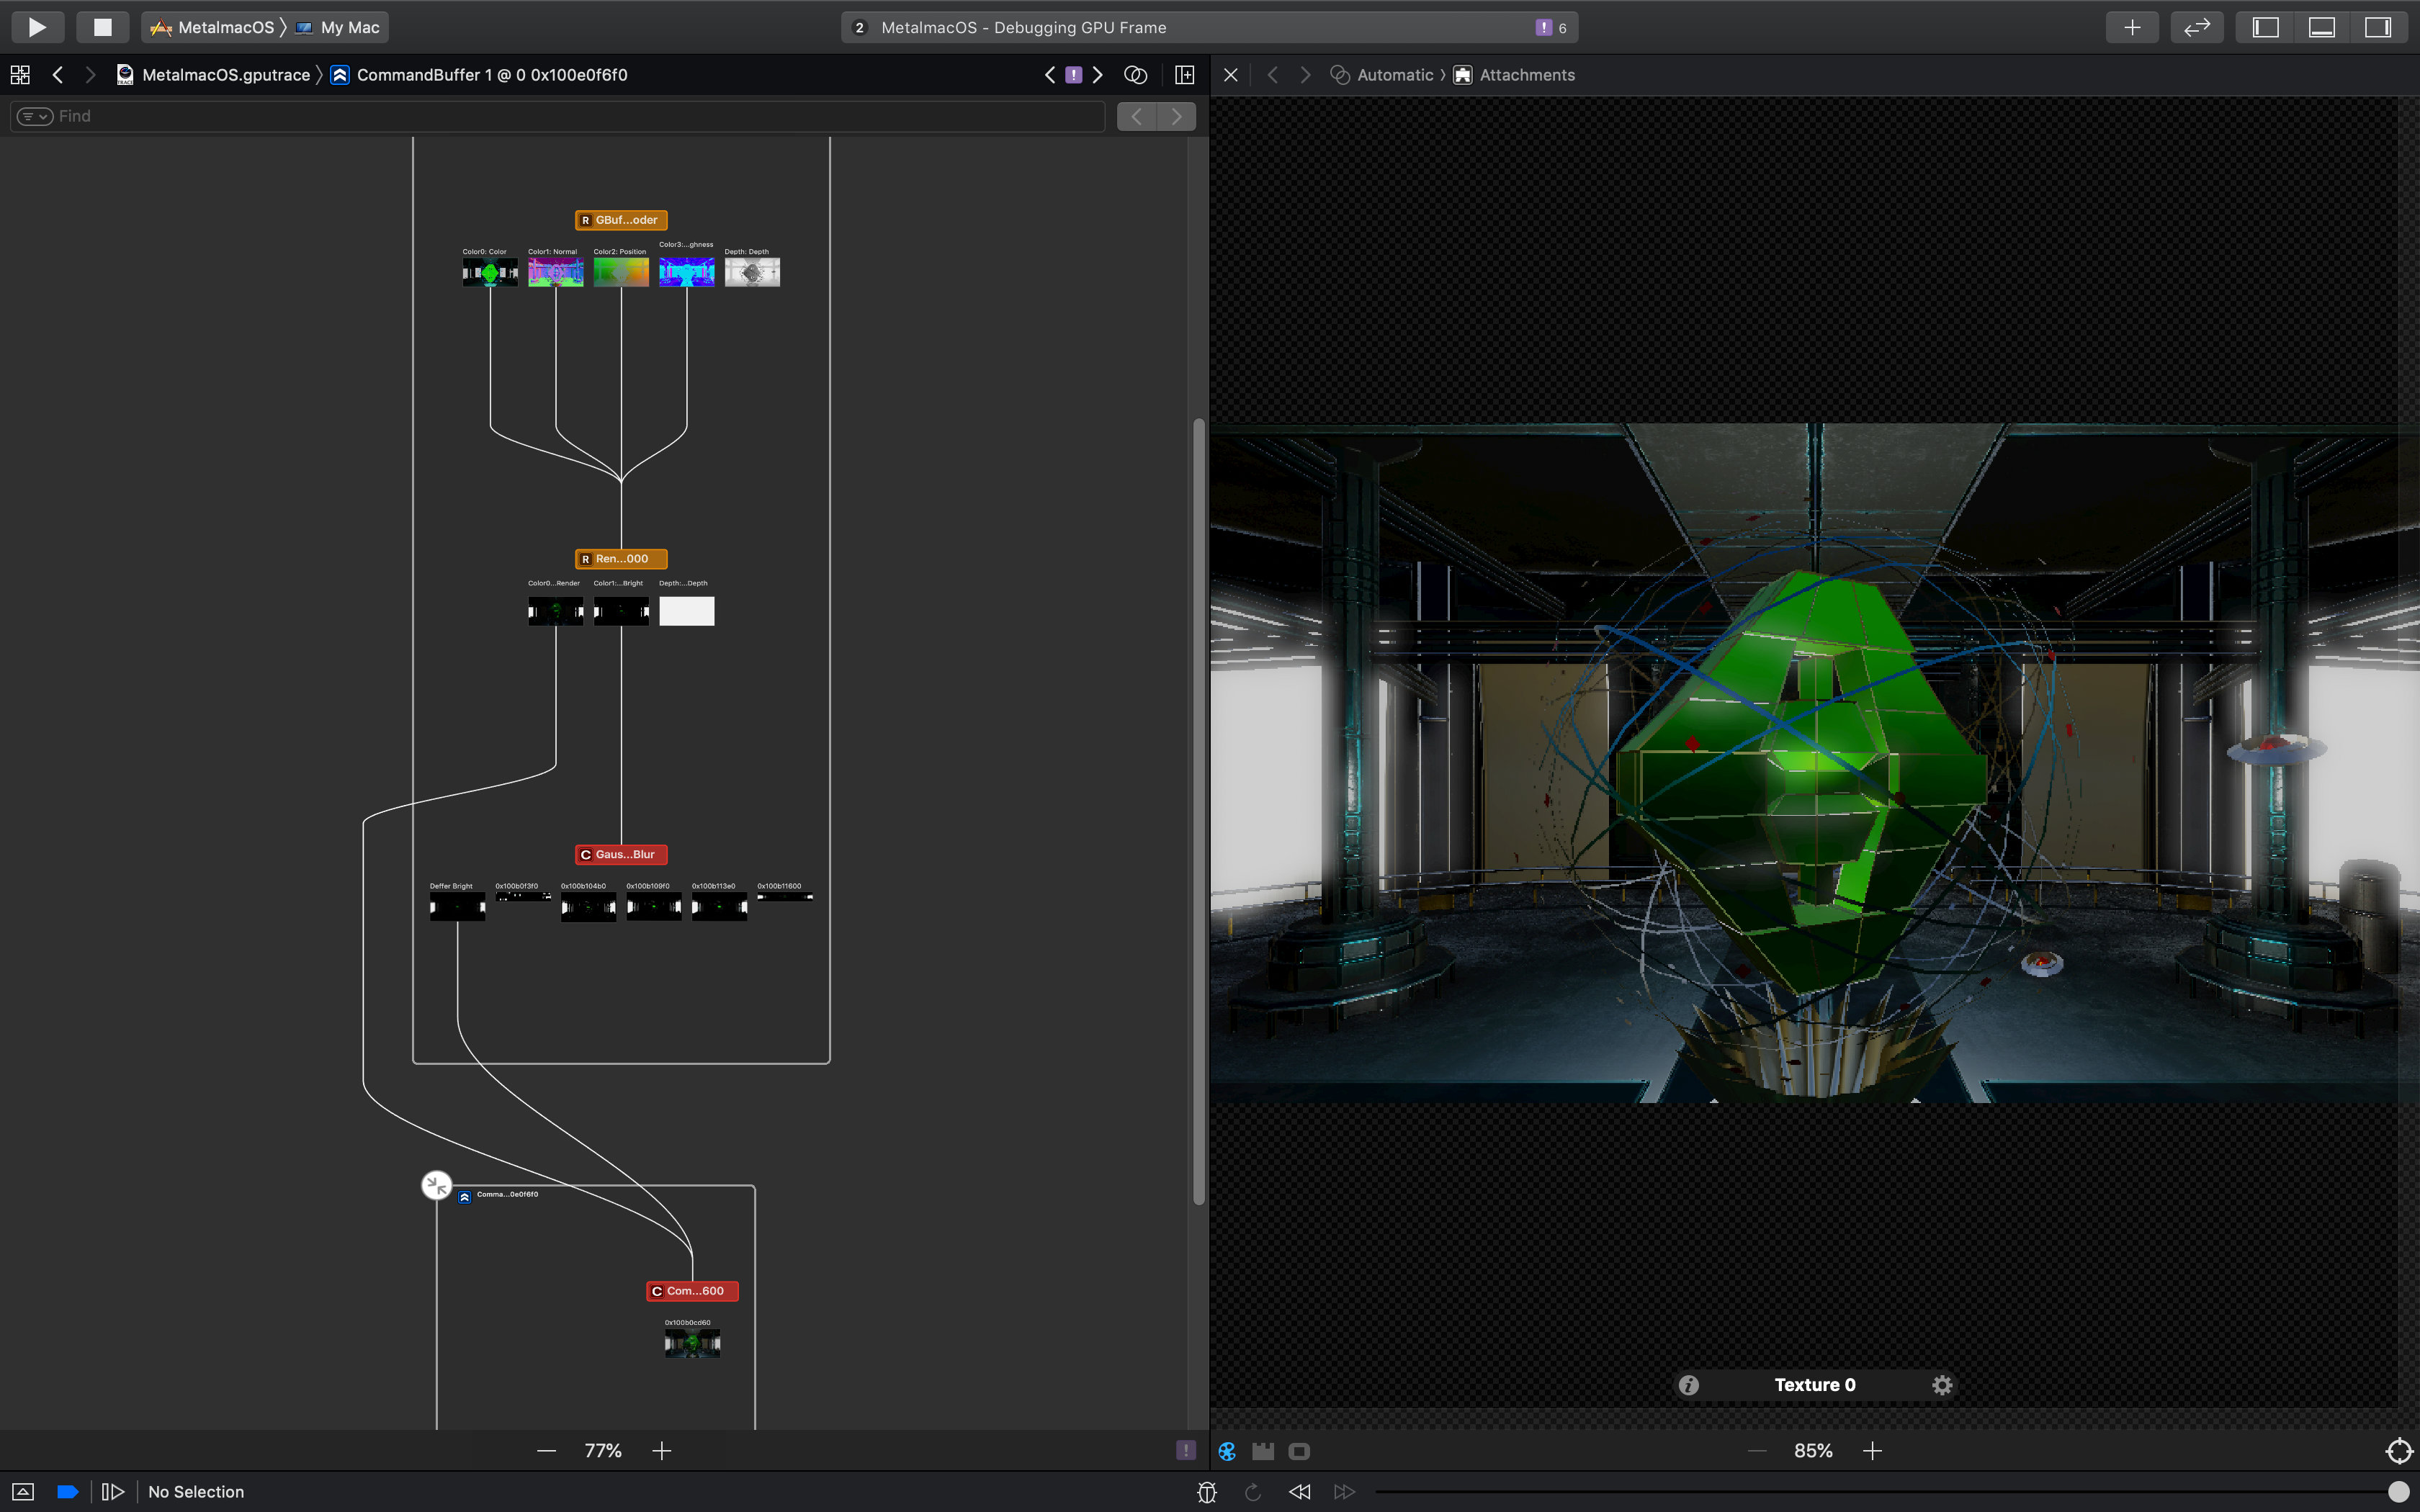 MetalmacOS 〉 My Mac
2 MetalmacOS - Debugging GPU Frame
! 6
MetalmacOS.gputrace 〉 CommandBuffer 1 @ 0 0x100e0f6f0
Automatic 〉 Attachments
Find
R GBuf...oder
Color0: Color
Color1: Normal
Color2: Position
Color3:...ghness
Depth: Depth
R Ren...000
Color0...Render
Color1:...Bright
Depth:...Depth
C Gaus...Blur
Deffer Bright
0x100b0f3f0
0x100b104b0
0x100b109f0
0x100b113e0
0x100b11600
Comma...0e0f6f0
C Com...600
0x100b0cd60
Texture 0
77%
85%
No Selection